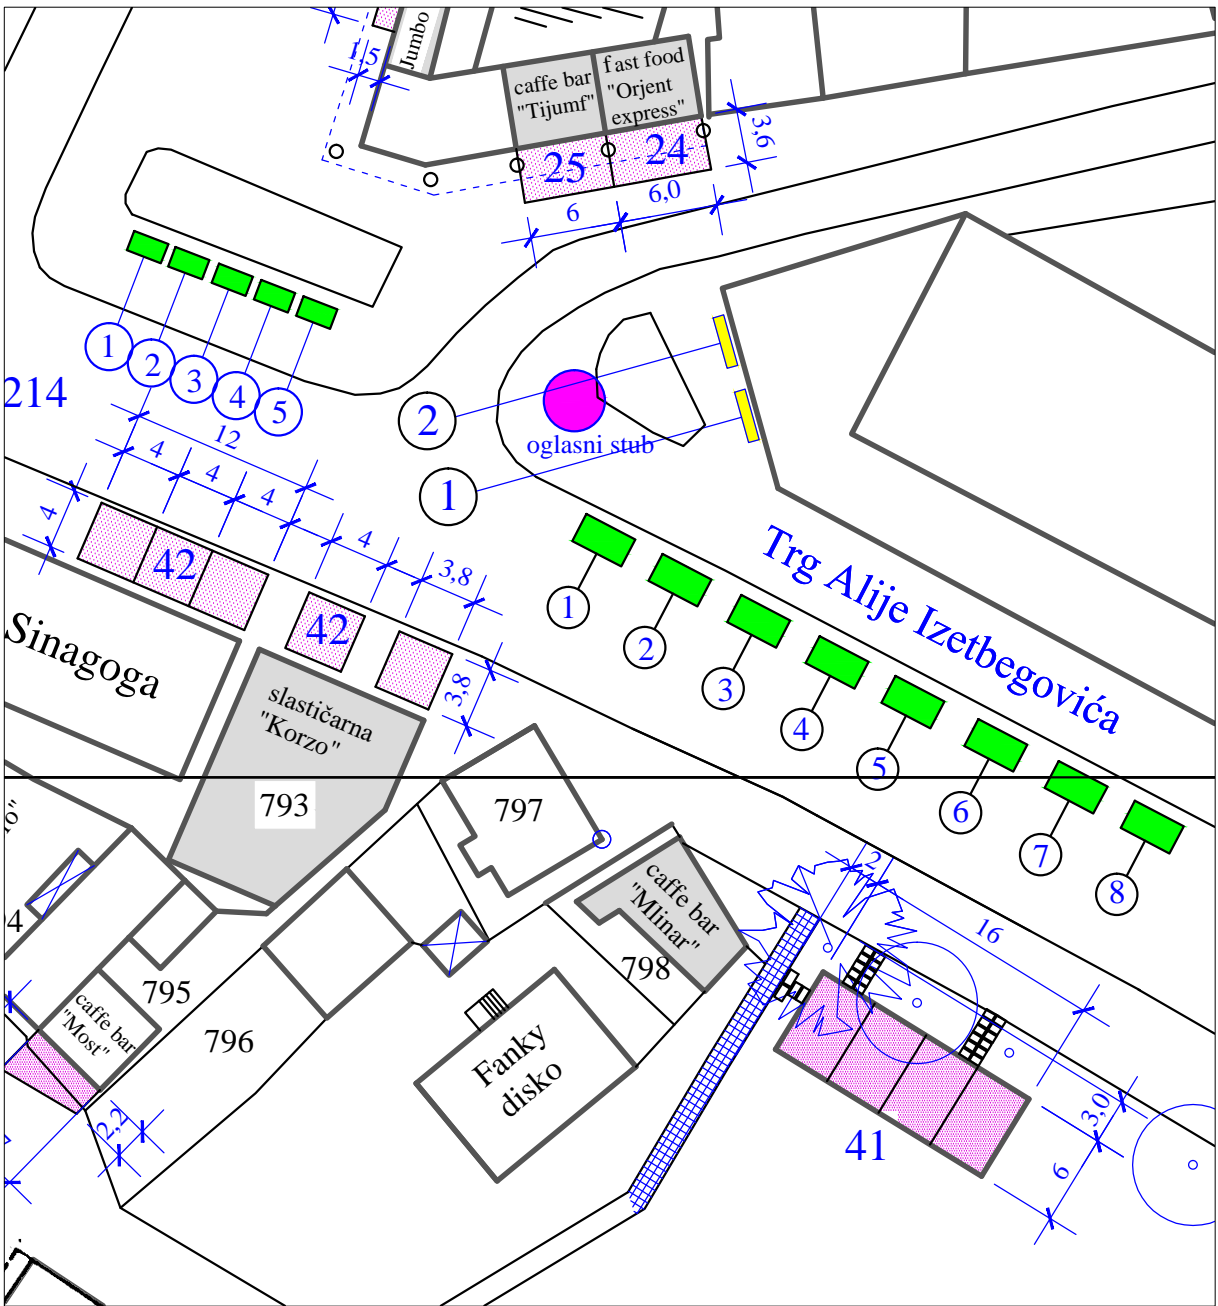 Jumbo
1,5
caffe bar
"Tijumf"
fast food
"Orjent
express"
25
24
3,6
6
6,0
1
2
3
4
5
214
12
4
4
4
4
3,8
4
2
1
oglasni stub
42
42
3,8
Trg Alije Izetbegovića
Sinagoga
slastičarna
"Korzo"
793
1
2
3
4
5
6
7
8
797
caffe bar
"Mlinar"
798
2
16
795
796
caffe bar
"Most"
2,2
Fanky
disko
41
3,0
6